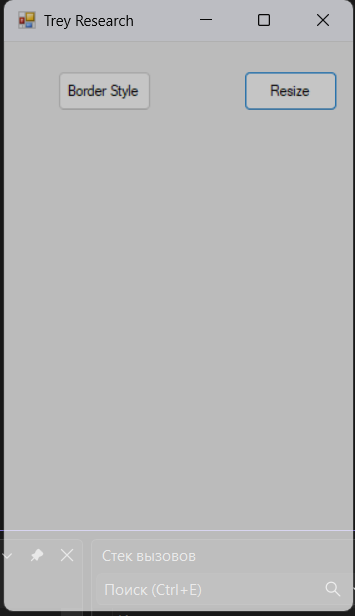 Trey Research
Border Style
Resize
Стек вызовов
Поиск (Ctrl+E)